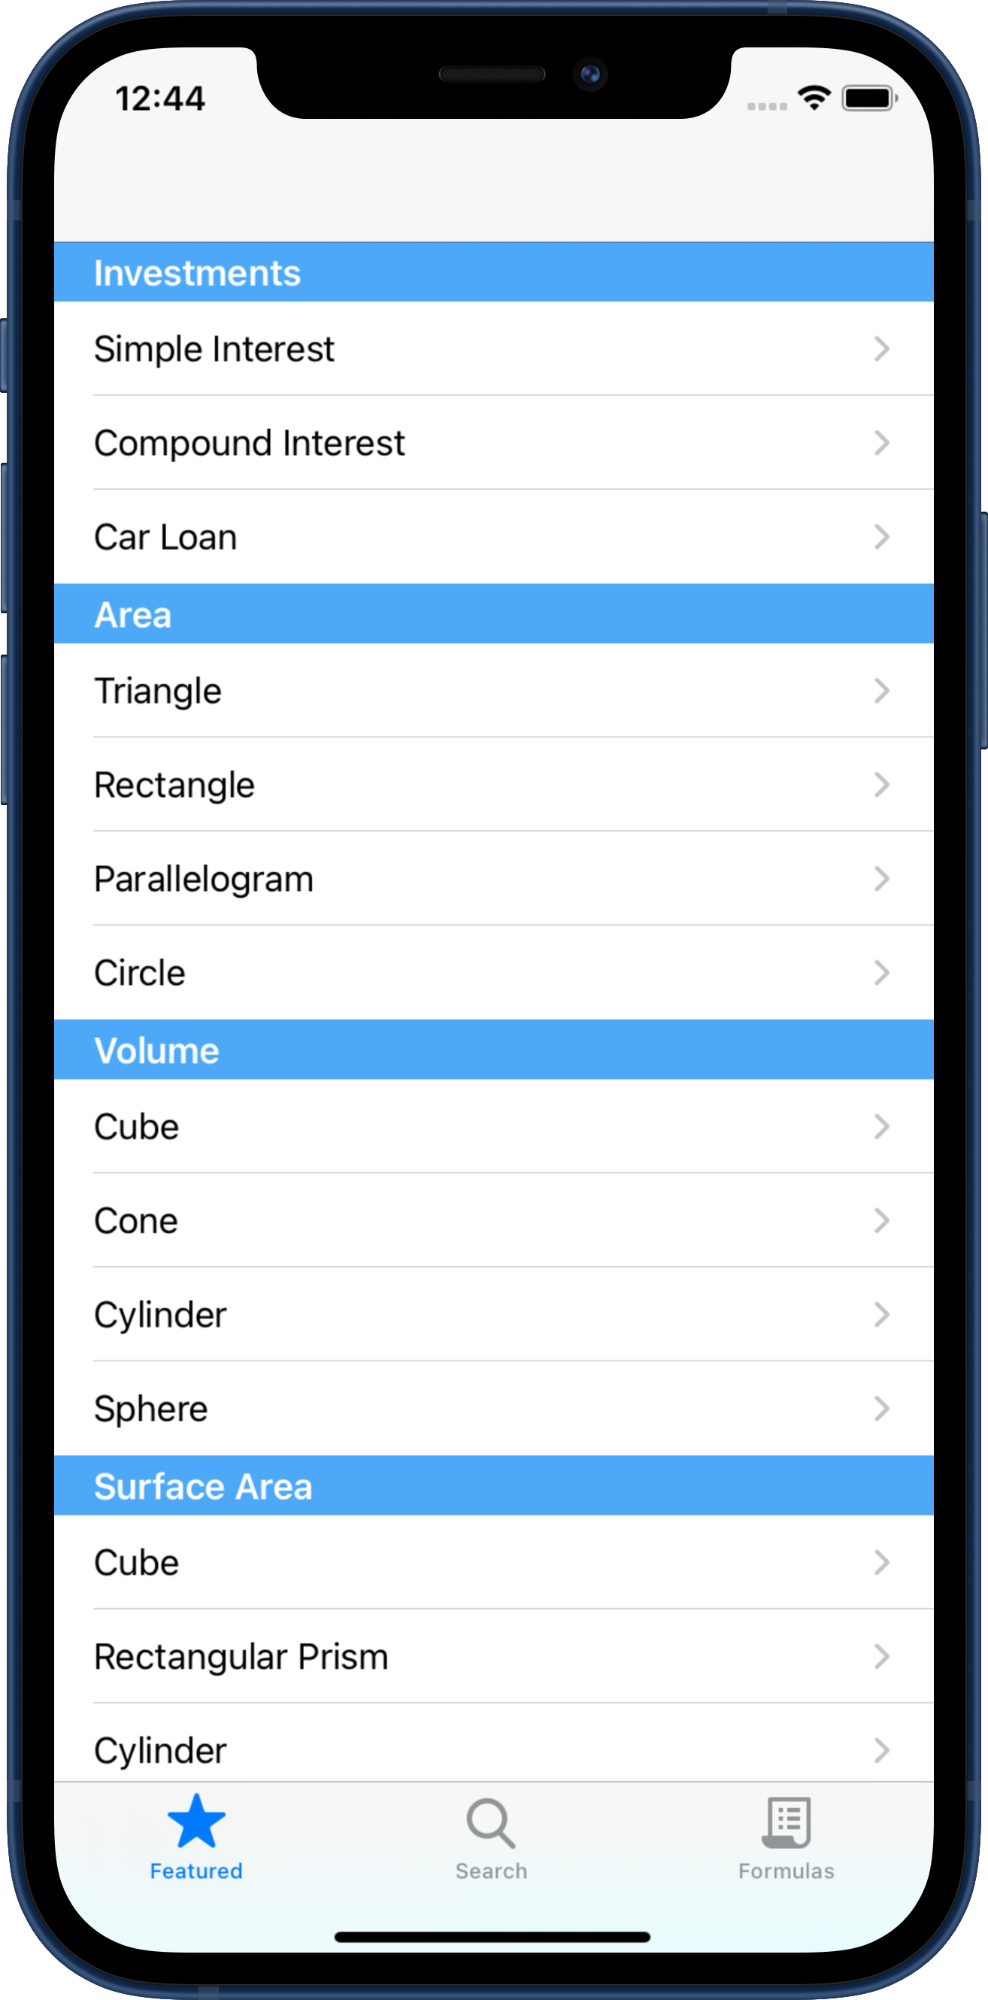 12:44
Investments
Simple Interest
Compound Interest
Car Loan
Area
Triangle
Rectangle
Parallelogram
Circle
Volume
Cube
Cone
Cylinder
Sphere
Surface Area
Cube
Rectangular Prism
Cylinder
Featured Search Formulas